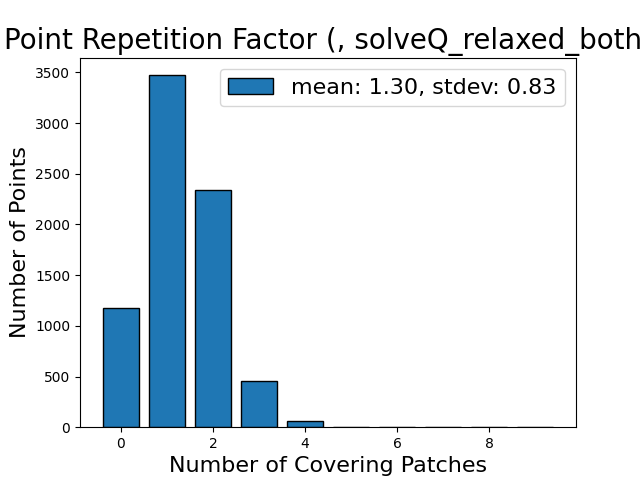 Point Repetition Factor (, solveQ_relaxed_both
mean: 1.30, stdev: 0.83
Number of Points
3500
3000
2500
2000
1500
1000
500
0
0 2 4 6 8
Number of Covering Patches